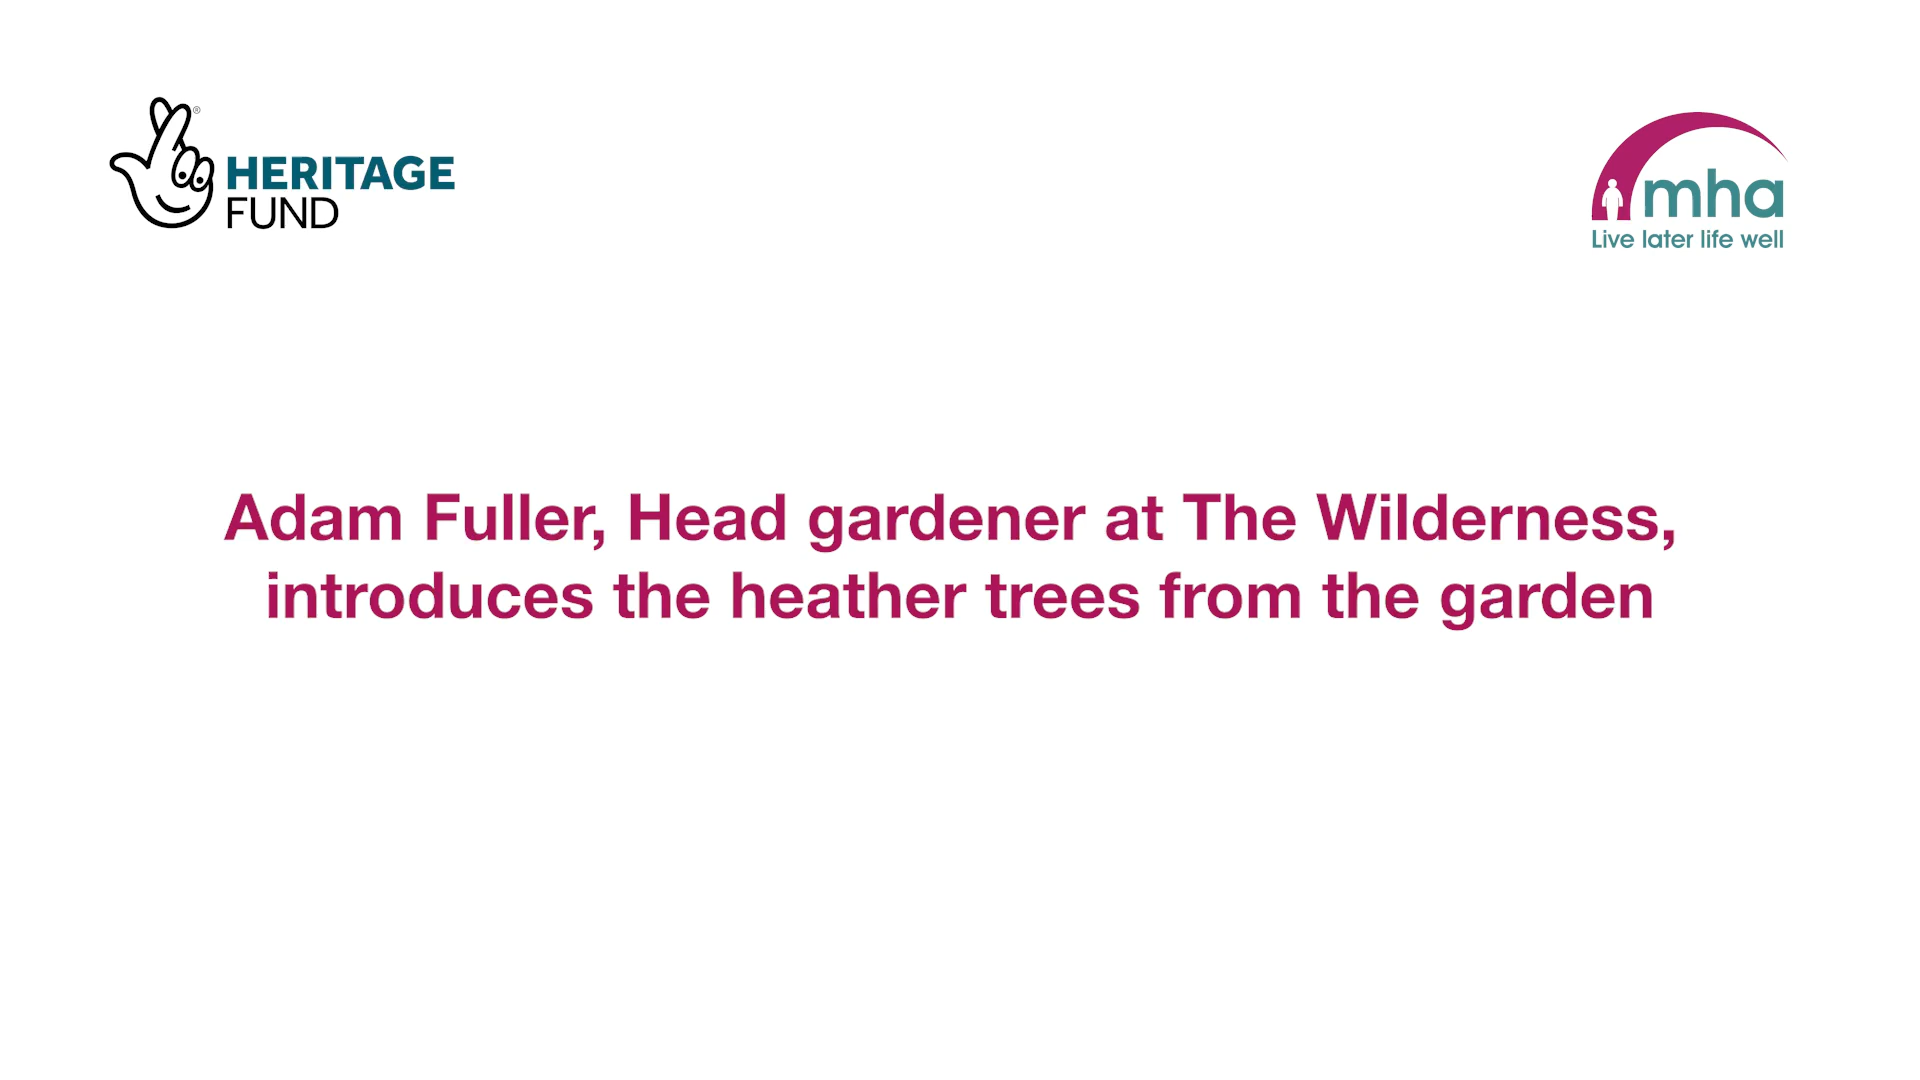 HERITAGE
FUND
®
mha
Live later life well
Adam Fuller, Head gardener at The Wilderness,
introduces the heather trees from the garden